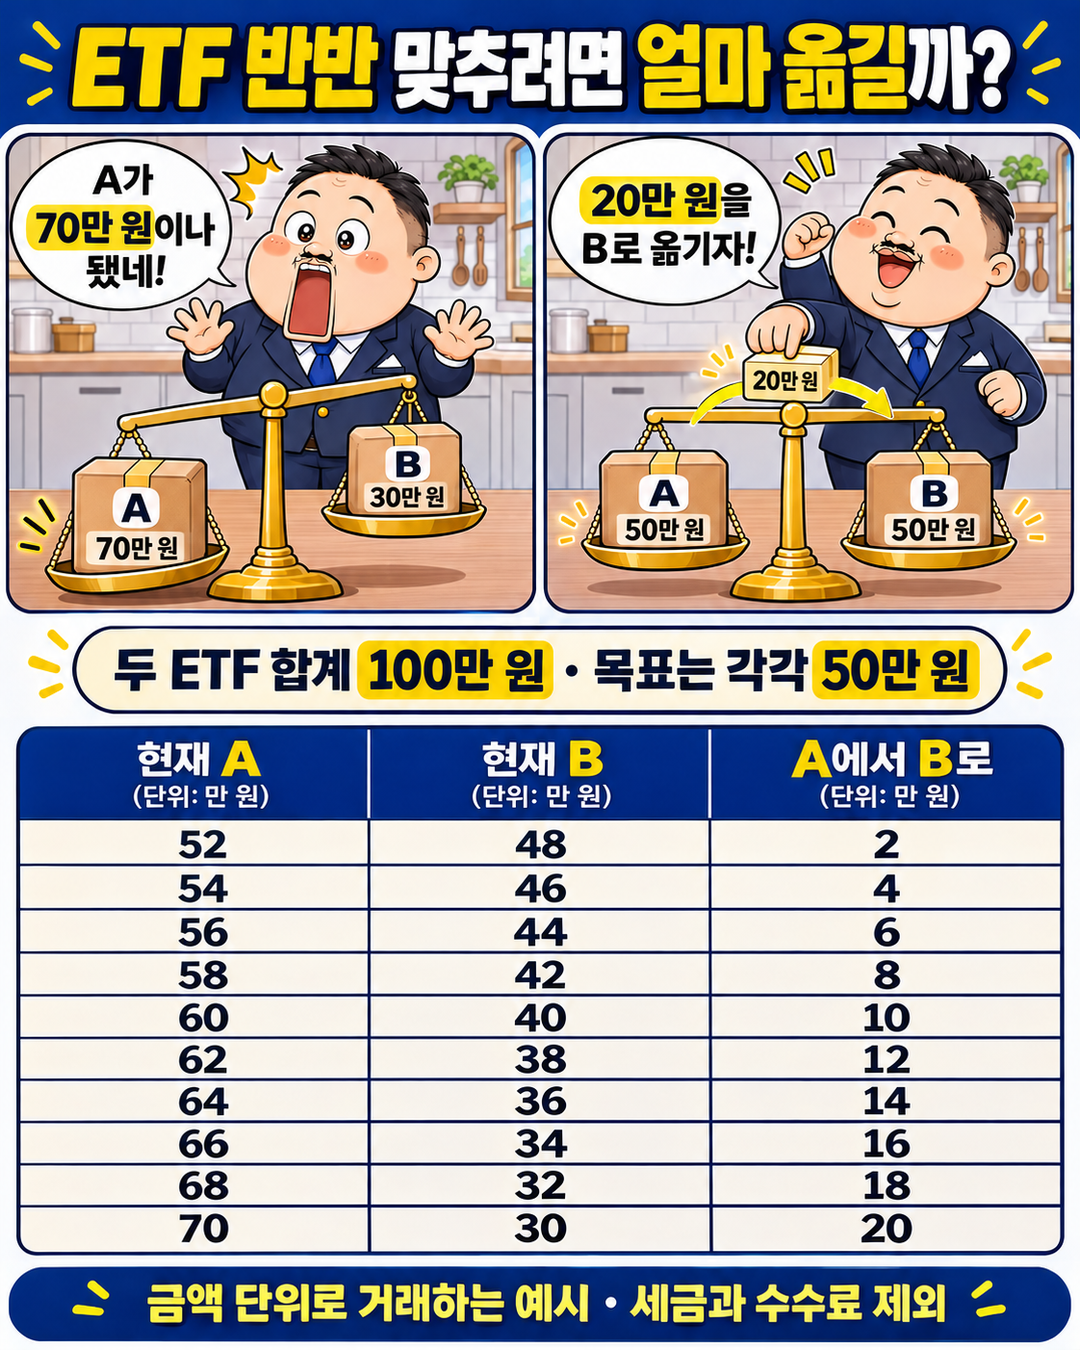 ETF 반반 맞추려면 얼마 옮길까?
A가
70만 원이나
됐네!
A
70만 원
B
30만 원
20만 원을
B로 옮기자!
20만 원
A
50만 원
B
50만 원
두 ETF 합계 100만 원 · 목표는 각각 50만 원
현재 A 현재 B A에서 B로
(단위: 만 원) (단위: 만 원) (단위: 만 원)
52 48 2
54 46 4
56 44 6
58 42 8
60 40 10
62 38 12
64 36 14
66 34 16
68 32 18
70 30 20
금액 단위로 거래하는 예시 · 세금과 수수료 제외